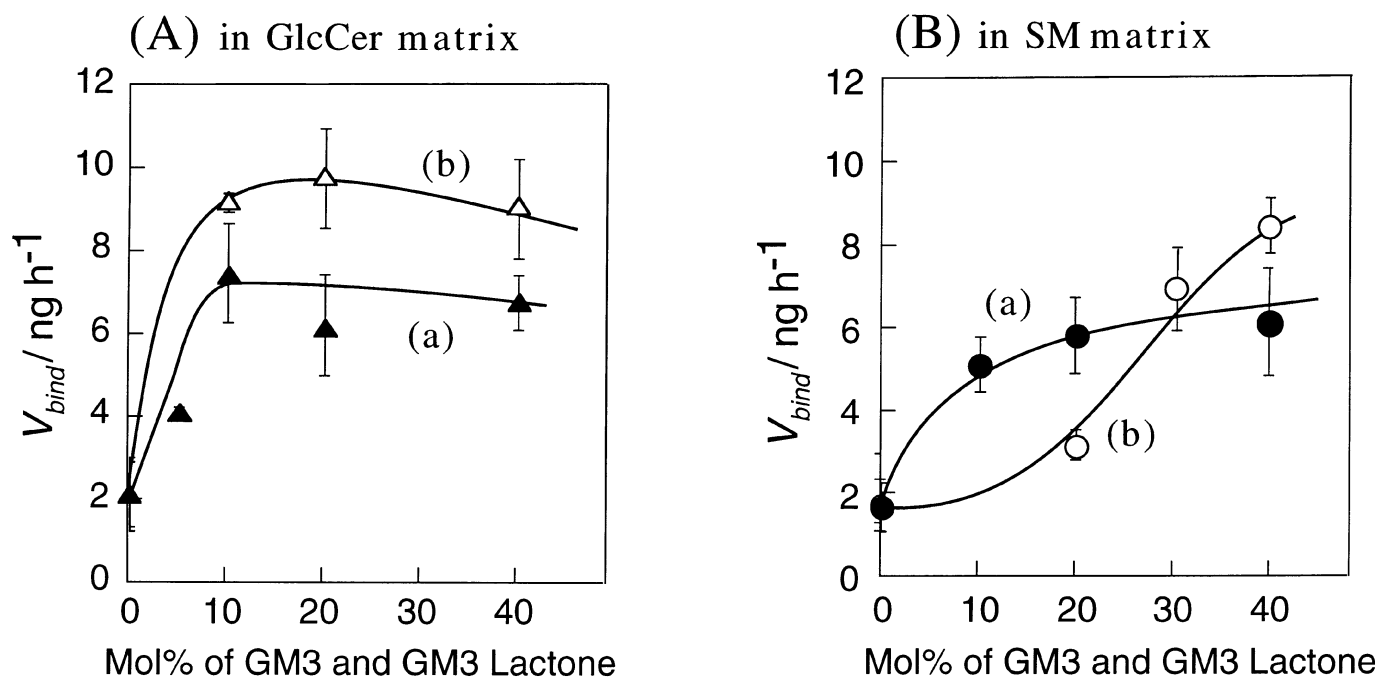 (A) in GlcCer matrix
12
10
8
6
4
2
0
V bind / ng h-1
(b)
(a)
0 10 20 30 40
Mol% of GM3 and GM3 Lactone
(B) in SM matrix
12
10
8
6
4
2
0
V bind / ng h-1
(a)
(b)
0 10 20 30 40
Mol% of GM3 and GM3 Lactone